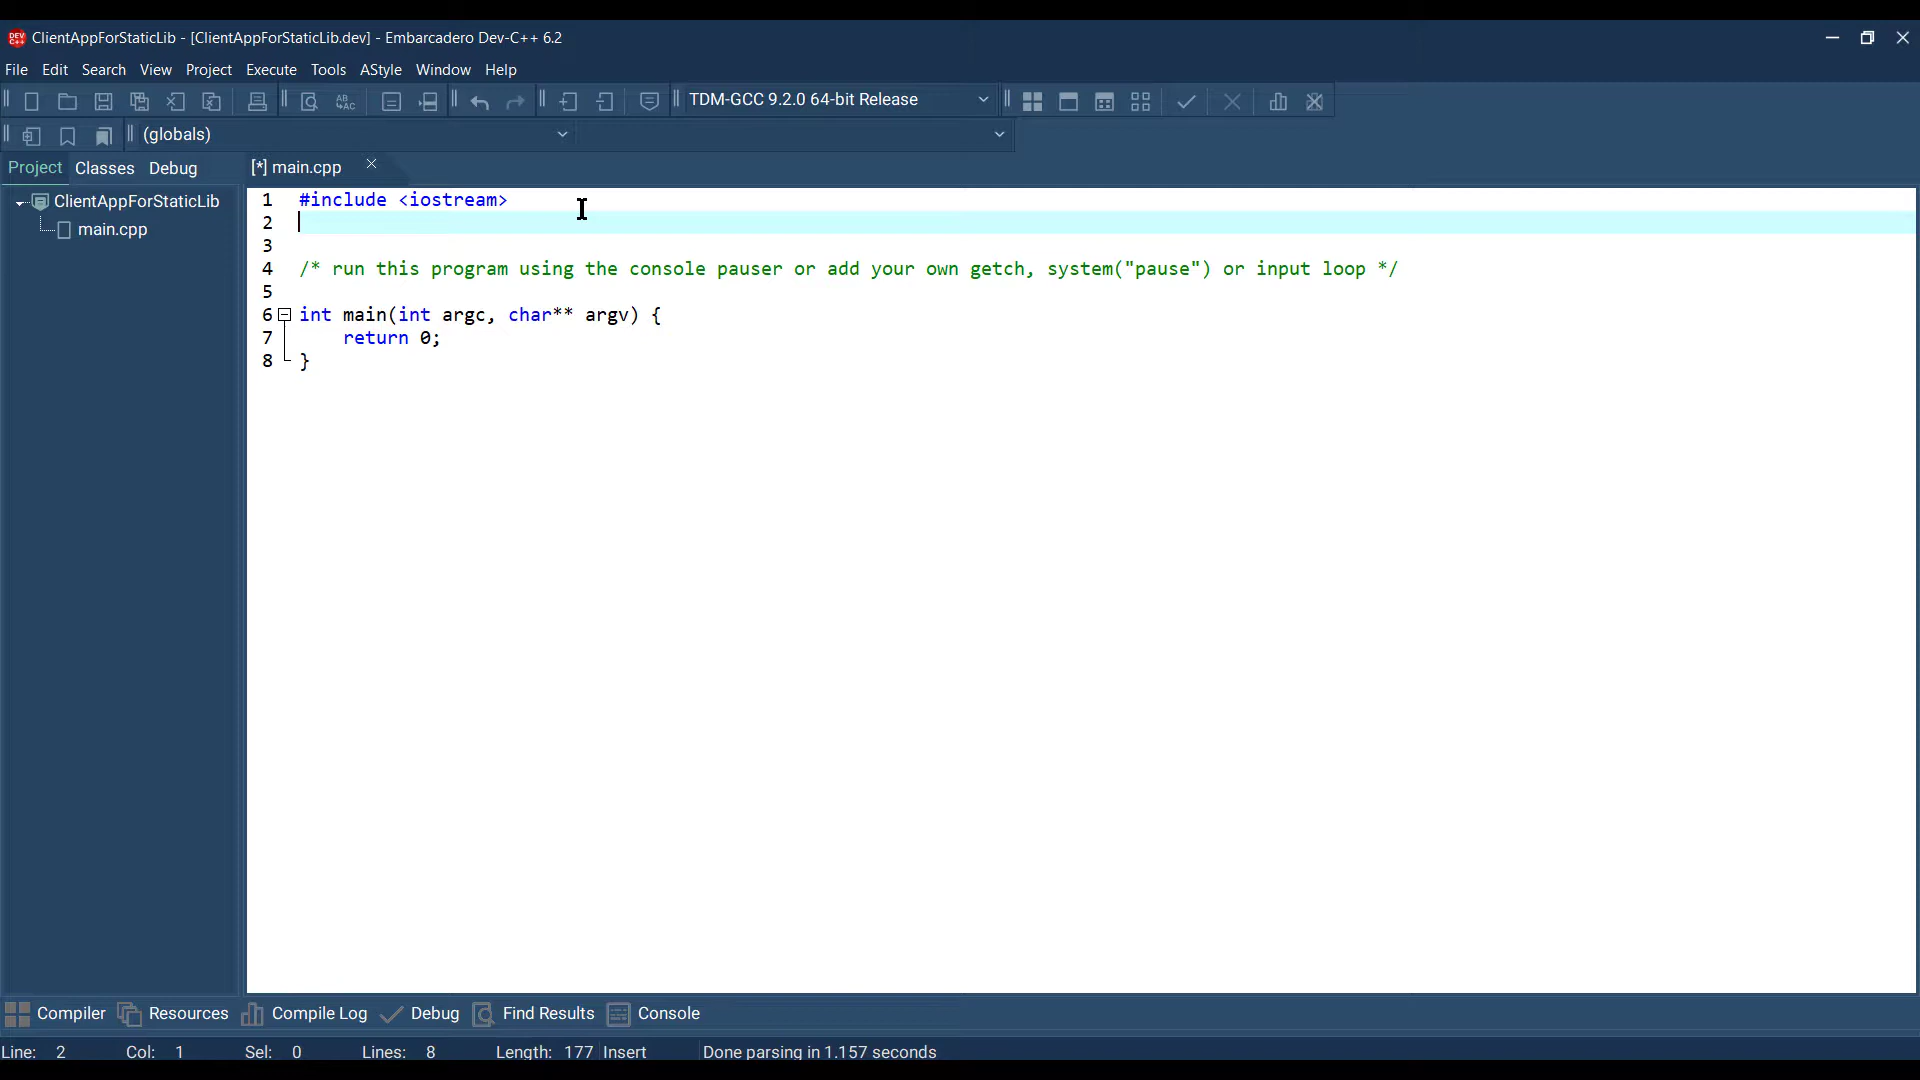 DEV C++ ClientAppForStaticLib - [ClientAppForStaticLib.dev] - Embarcadero Dev-C++ 6.2
File Edit Search View Project Execute Tools AStyle Window Help
TDM-GCC 9.2.0 64-bit Release
(globals)
Project Classes Debug
[*] main.cpp
ClientAppForStaticLib
main.cpp
1 #include <iostream>
2
3
4 /* run this program using the console pauser or add your own getch, system("pause") or input loop */
5
6 int main(int argc, char** argv) {
7 return 0;
8 }
Compiler Resources Compile Log Debug Find Results Console
Line: 2 Col: 1 Sel: 0 Lines: 8 Length: 177 Insert Done parsing in 1.157 seconds